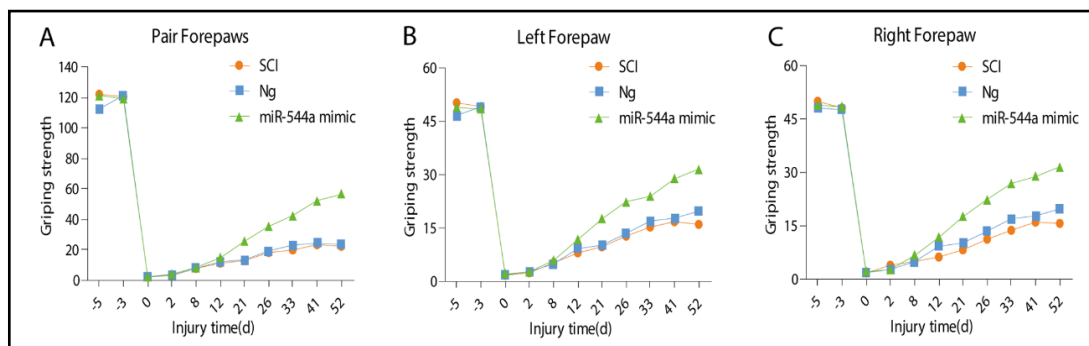 A
Pair Forepaws
SCI
Ng
miR-544a mimic
Griping strength
140
120
100
80
60
40
20
0
-5 -3 0 2 8 12 21 26 33 41 52
Injury time(d)
B
Left Forepaw
SCI
Ng
miR-544a mimic
Griping strength
60
45
30
15
0
-5 -3 0 2 8 12 21 26 33 41 52
Injury time(d)
C
Right Forepaw
SCI
Ng
miR-544a mimic
Griping strength
60
45
30
15
0
-5 -3 0 2 8 12 21 26 33 41 52
Injury time(d)